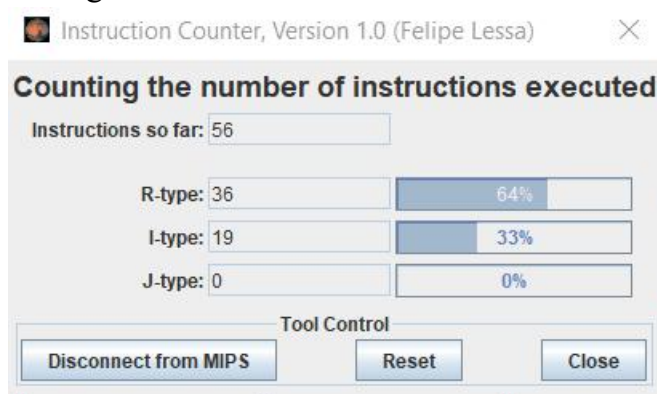 Instruction Counter, Version 1.0 (Felipe Lessa)
Counting the number of instructions executed
Instructions so far: 56
R-type: 36 64%
I-type: 19 33%
J-type: 0 0%
Tool Control
Disconnect from MIPS Reset Close